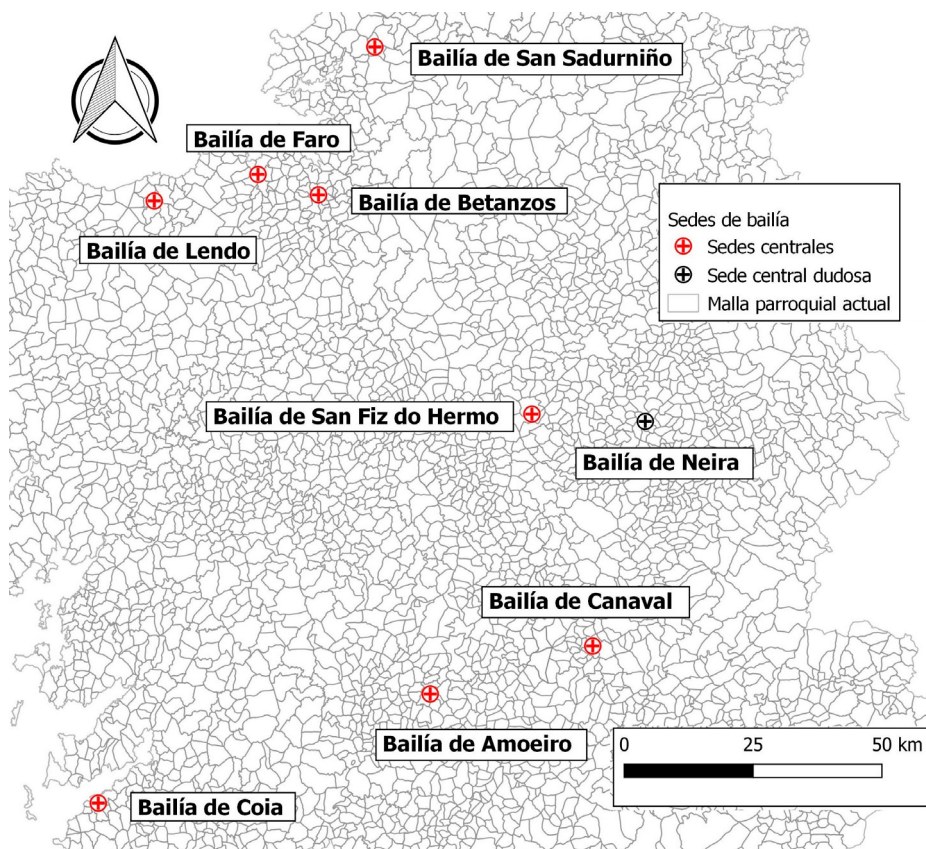 Bailía de San Sadurniño
Bailía de Faro
Bailía de Betanzos
Bailía de Lendo
Sedes de bailía
Sedes centrales
Sede central dudosa
Malla parroquial actual
Bailía de San Fiz do Hermo
Bailía de Neira
Bailía de Canaval
Bailía de Amoeiro
0 25 50 km
Bailía de Coia